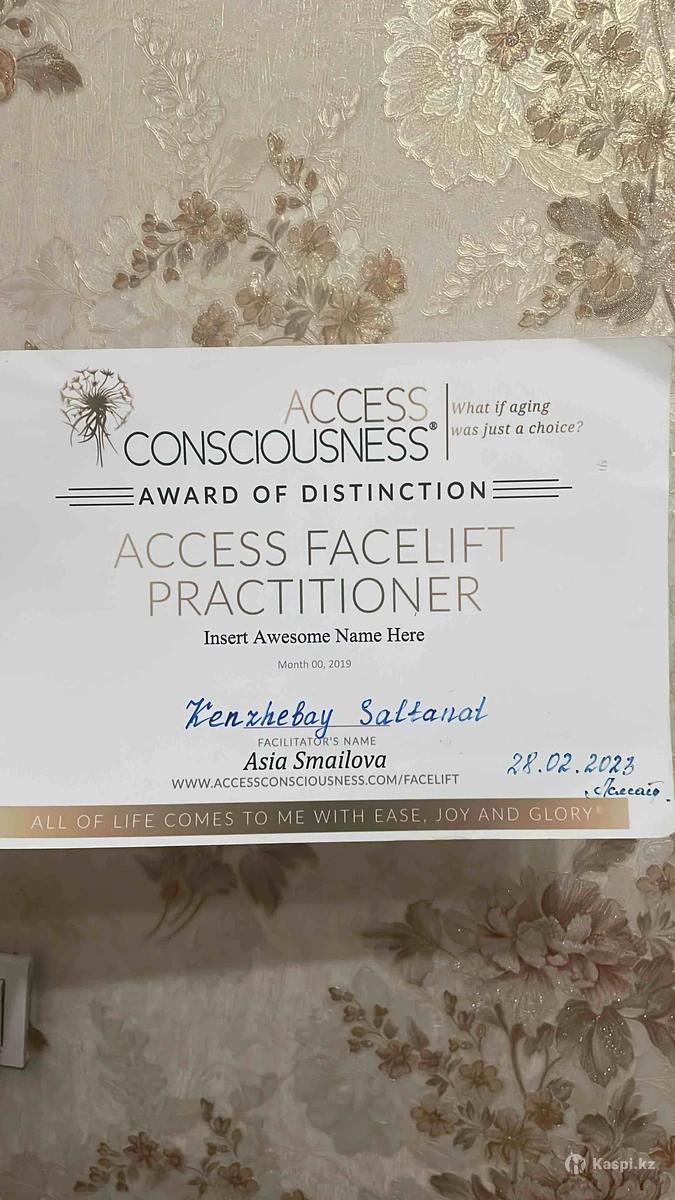 ACCESS
CONSCIOUSNESS®
What if aging
was just a choice?
AWARD OF DISTINCTION
ACCESS FACELIFT
PRACTITIONER
Insert Awesome Name Here
Month 00, 2019
Kenzhebay Saltanat
FACILITATOR'S NAME
Asia Smailova
28.02.2023
WWW.ACCESSCONSCIOUSNESS.COM/FACELIFT
ALL OF LIFE COMES TO ME WITH EASE, JOY AND GLORY®
Kaspi.kz